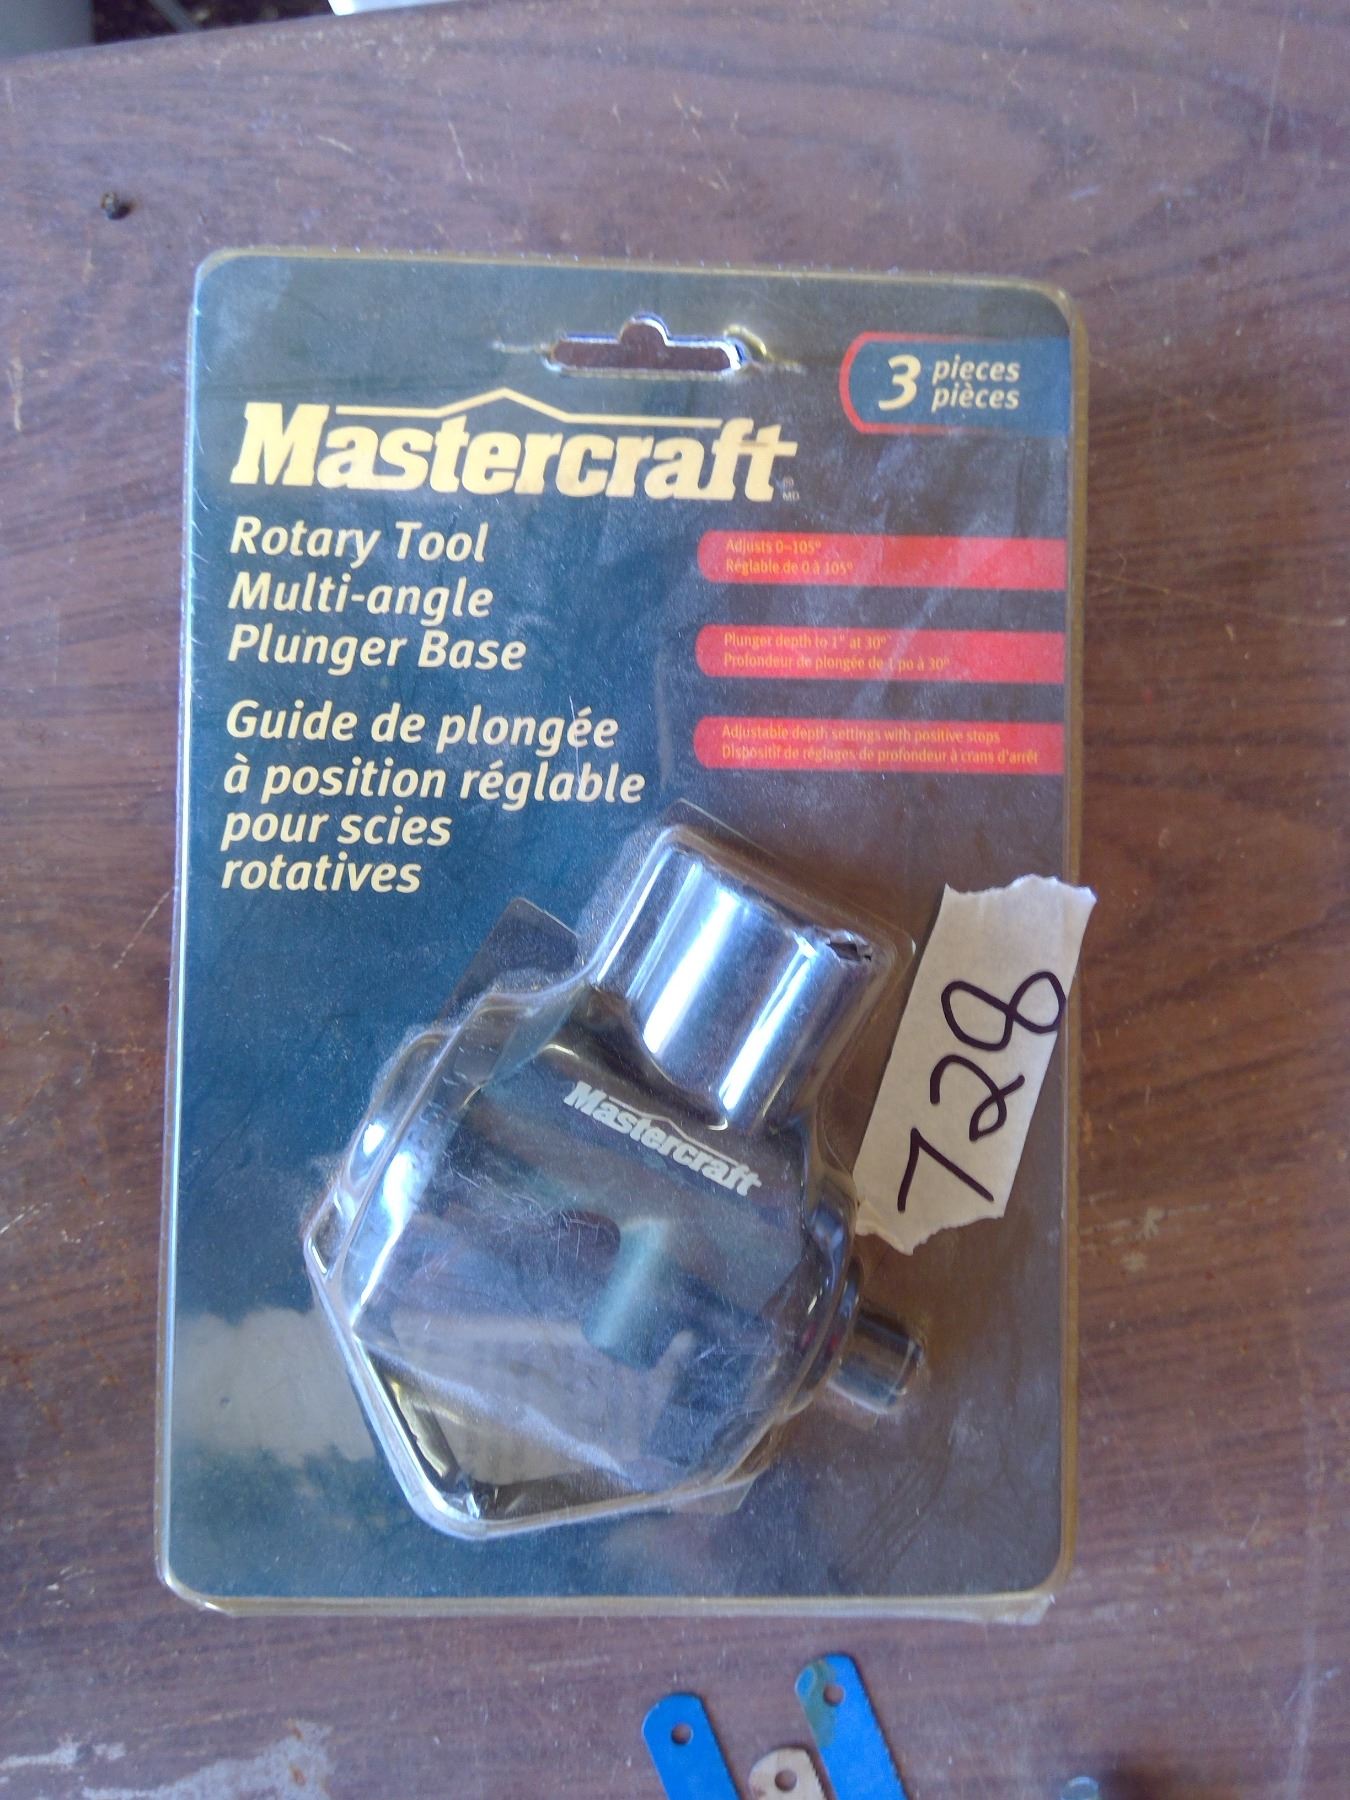 3 pieces
pièces
Mastercraft
® MD
Rotary Tool
Multi-angle
Plunger Base
Guide de plongée
à position réglable
pour scies
rotatives
Adjusts 0-105°
Réglable de 0 à 105°
Plunger depth to 1" at 30°
Profondeur de plongée de 1 po à 30°
Adjustable depth settings with positive stops
Dispositif de réglages de profondeur à crans d'arrêt
Mastercraft
728